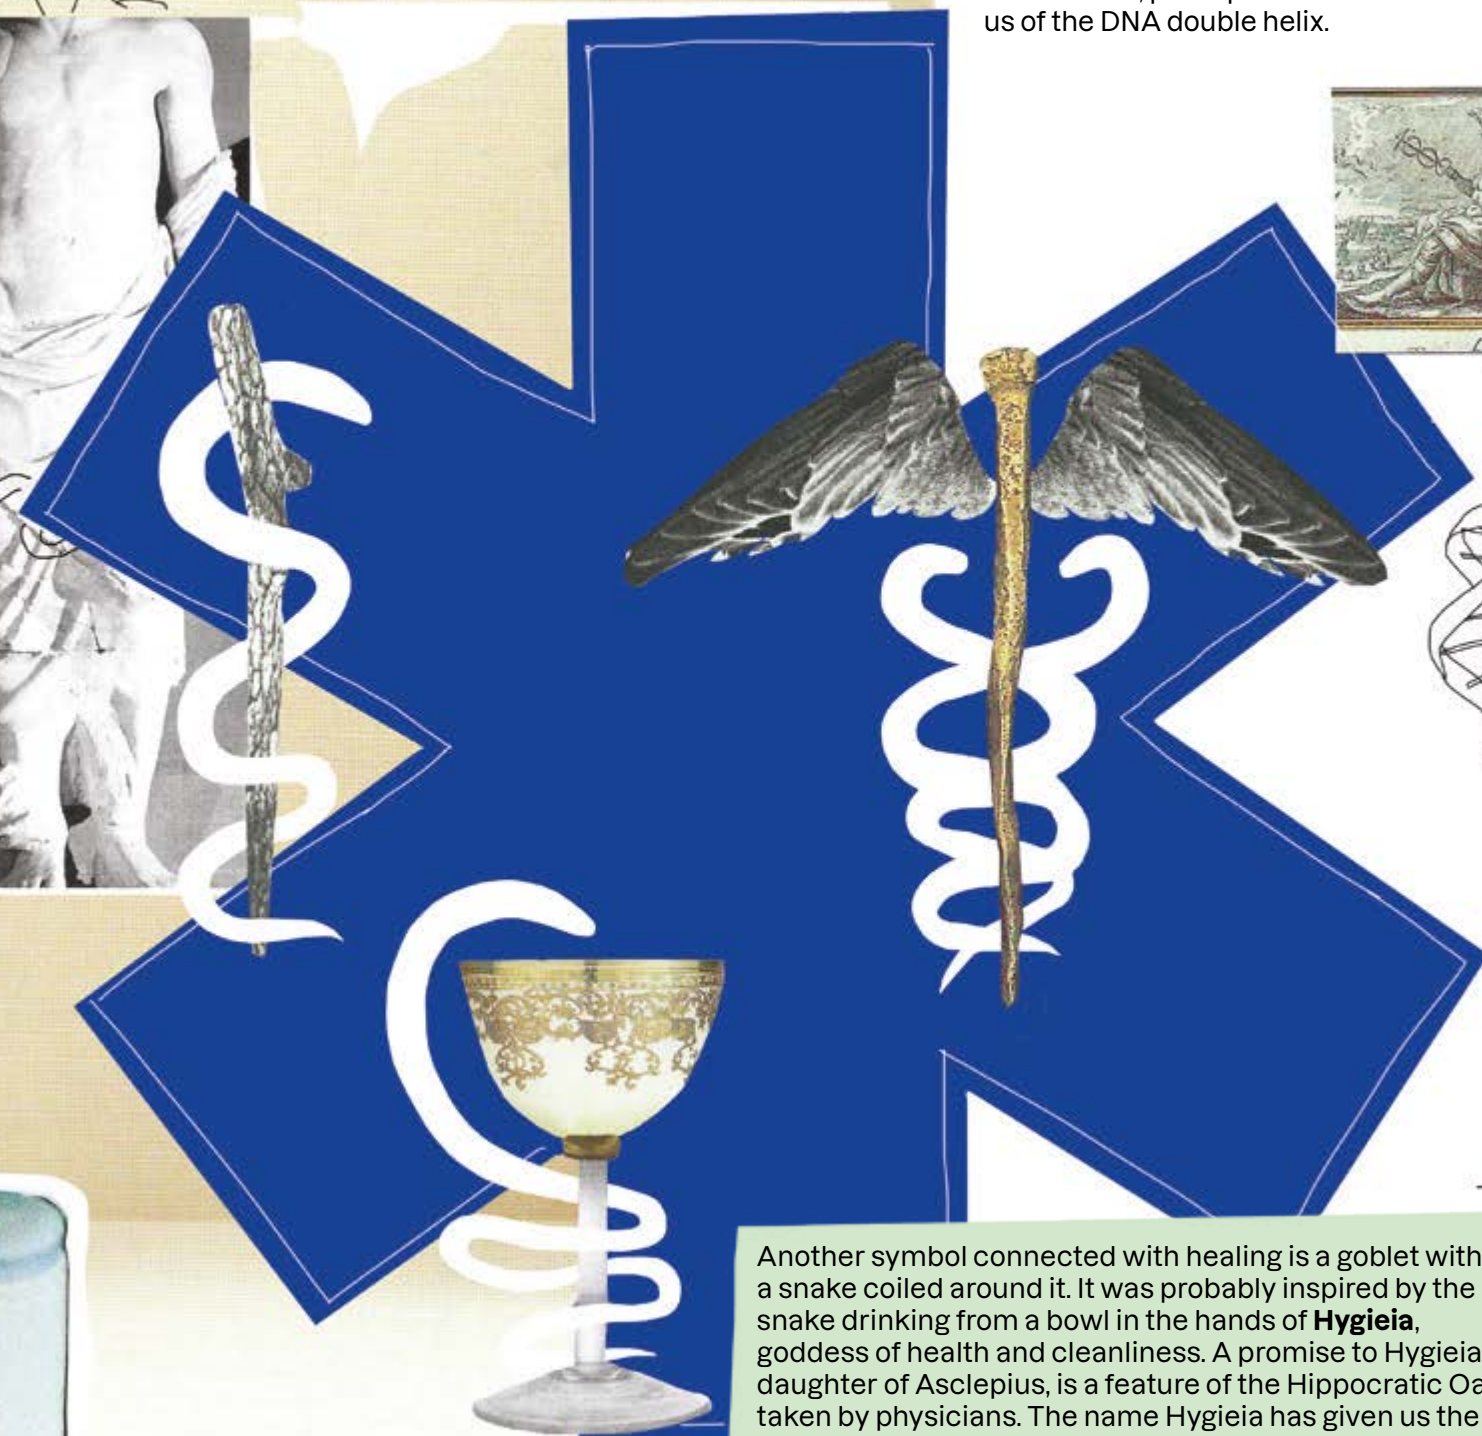 us of the DNA double helix.
Another symbol connected with healing is a goblet with
a snake coiled around it. It was probably inspired by the
snake drinking from a bowl in the hands of Hygieia,
goddess of health and cleanliness. A promise to Hygieia
daughter of Asclepius, is a feature of the Hippocratic
taken by physicians. The name Hygieia has given us the